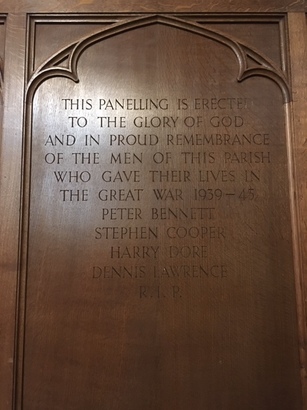 THIS PANELLING IS ERECTED
TO THE GLORY OF GOD
AND IN PROUD REMEMBRANCE
OF THE MEN OF THIS PARISH
WHO GAVE THEIR LIVES IN
THE GREAT WAR 1939-45
PETER BENNETT
STEPHEN COOPER
HARRY DORE
DENNIS LAWRENCE
R.I.P.